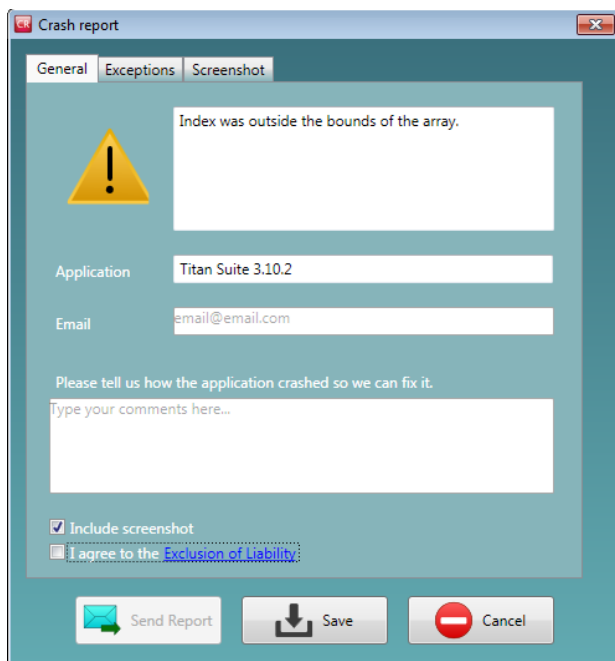 CR Crash report
General Exceptions Screenshot
Index was outside the bounds of the array.
Application Titan Suite 3.10.2
Email email@email.com
Please tell us how the application crashed so we can fix it.
Type your comments here...
Include screenshot
I agree to the Exclusion of Liability
Send Report Save Cancel